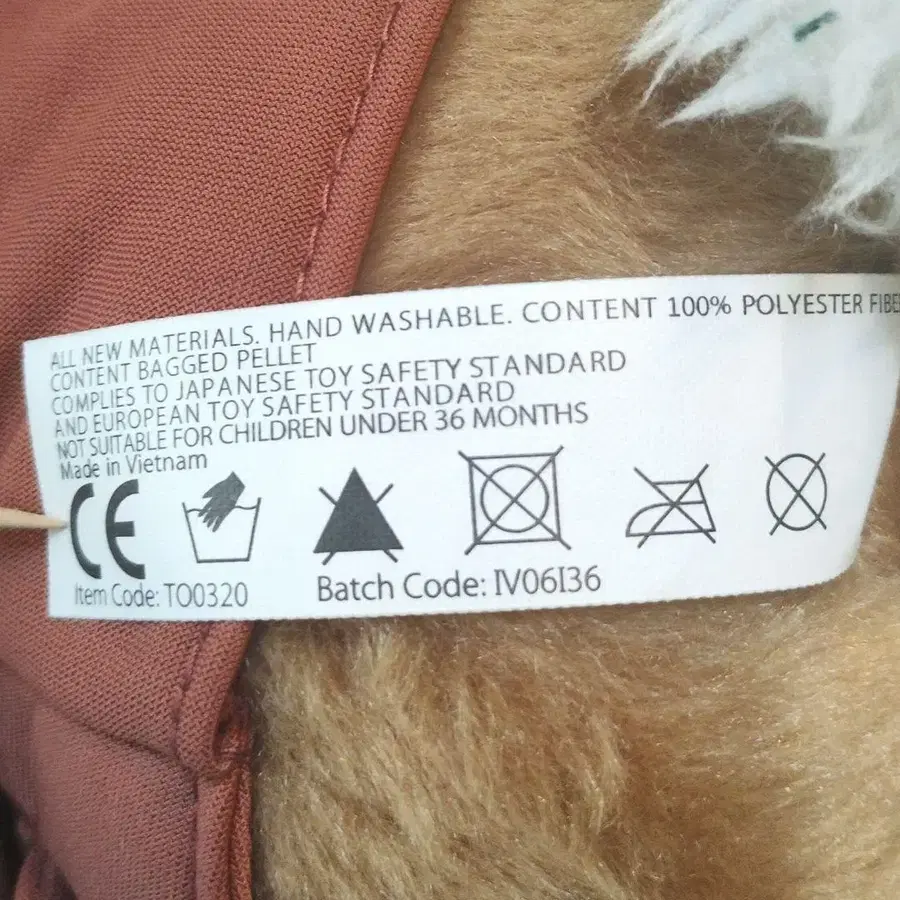 ALL NEW MATERIALS. HAND WASHABLE. CONTENT 100% POLYESTER
CONTENT BAGGED PELLET
COMPLIES TO JAPANESE TOY SAFETY STANDARD
AND EUROPEAN TOY SAFETY STANDARD
NOT SUITABLE FOR CHILDREN UNDER 36 MONTHS
Made in Vietnam
CE
Item Code: TO0320
Batch Code: IV06I36